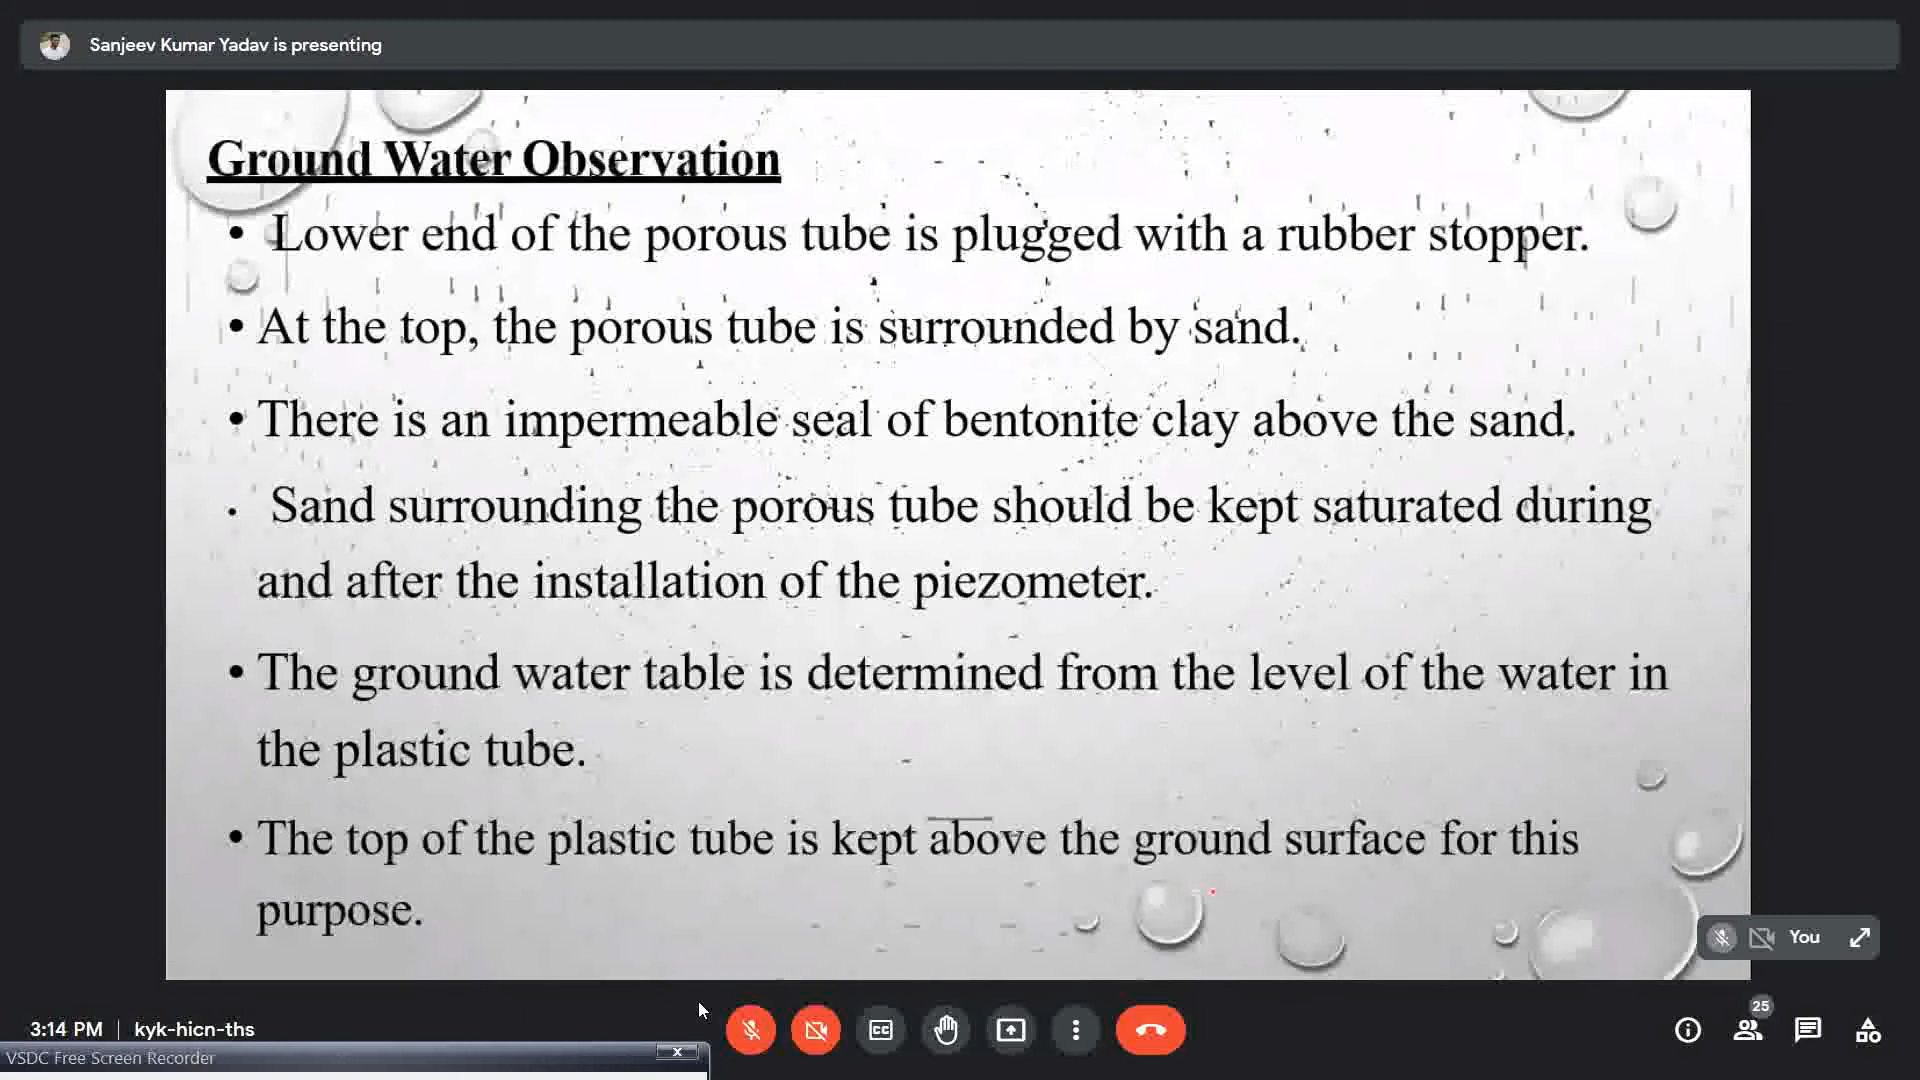 Sanjeev Kumar Yadav is presenting
Ground Water Observation
• Lower end of the porous tube is plugged with a rubber stopper.
• At the top, the porous tube is surrounded by sand.
• There is an impermeable seal of bentonite clay above the sand.
• Sand surrounding the porous tube should be kept saturated during
and after the installation of the piezometer.
• The ground water table is determined from the level of the water in
the plastic tube.
• The top of the plastic tube is kept above the ground surface for this
purpose.
You
25
3:14 PM | kyk-hicn-ths
CC
VSDC Free Screen Recorder